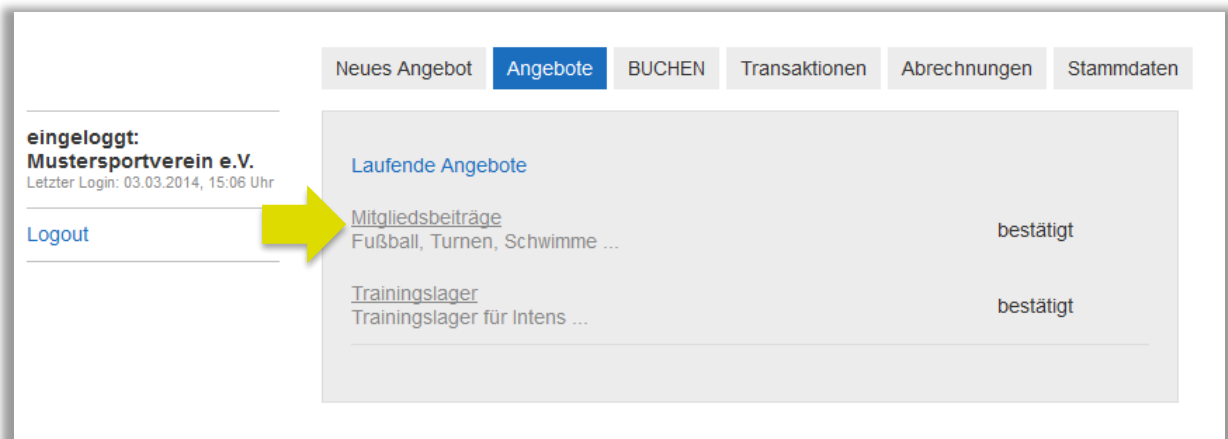 Neues Angebot Angebote BUCHEN Transaktionen Abrechnungen Stammdaten
eingeloggt:
Mustersportverein e.V.
Letzter Login: 03.03.2014, 15:06 Uhr
Logout
Laufende Angebote
Mitgliedsbeiträge
Fußball, Turnen, Schwimme ...
bestätigt
Trainingslager
Trainingslager für Intens ...
bestätigt